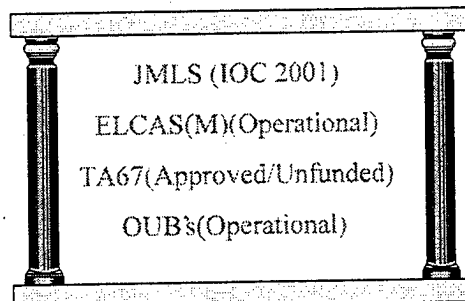 JMLS (IOC 2001)
ELCAS(M)(Operational)
TA67(Approved/Unfunded)
OUB's(Operational)